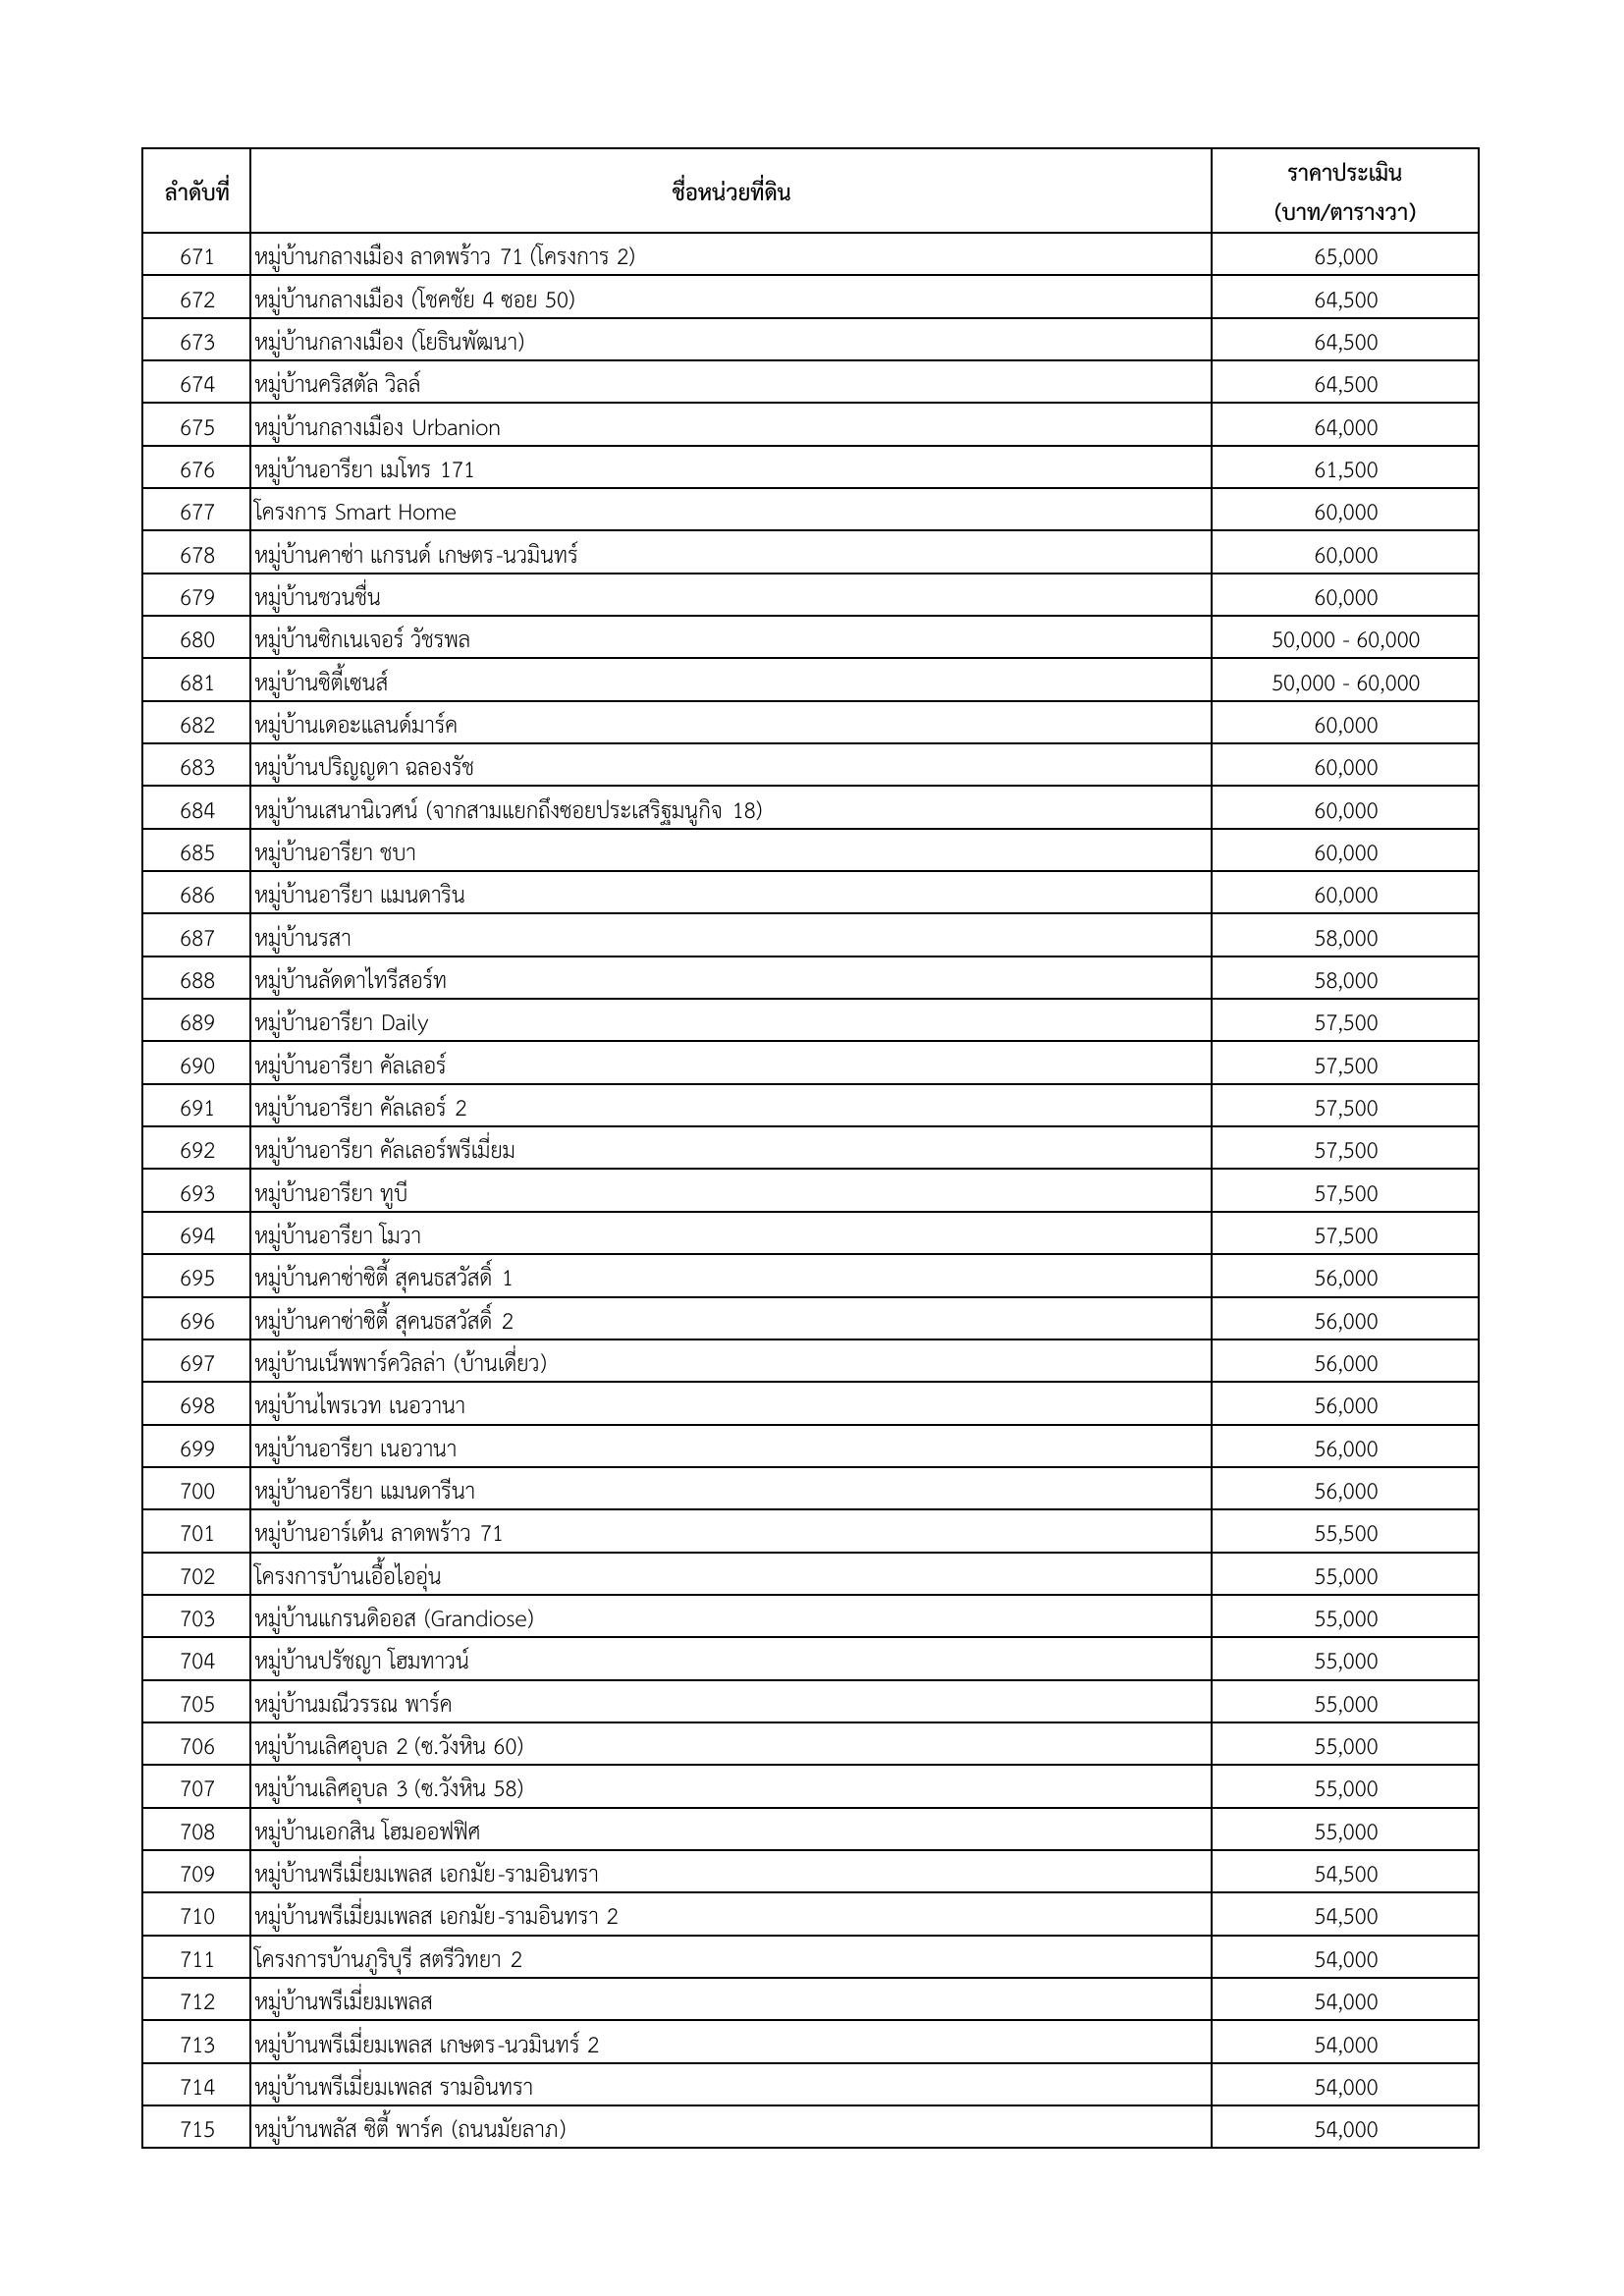 ลำดับที่ ชื่อหน่วยที่ดิน ราคาประเมิน
(บาท/ตารางวา)
671 หมู่บ้านกลางเมือง ลาดพร้าว 71 (โครงการ 2) 65,000
672 หมู่บ้านกลางเมือง (โชคชัย 4 ซอย 50) 64,500
673 หมู่บ้านกลางเมือง (โยธินพัฒนา) 64,500
674 หมู่บ้านคริสตัล วิลล์ 64,500
675 หมู่บ้านกลางเมือง Urbanion 64,000
676 หมู่บ้านอารียา เมโทร 171 61,500
677 โครงการ Smart Home 60,000
678 หมู่บ้านคาซ่า แกรนด์ เกษตร-นวมินทร์ 60,000
679 หมู่บ้านชวนชื่น 60,000
680 หมู่บ้านซิกเนเจอร์ วัชรพล 50,000 - 60,000
681 หมู่บ้านซิตี้เซนส์ 50,000 - 60,000
682 หมู่บ้านเดอะแลนด์มาร์ค 60,000
683 หมู่บ้านปริญญดา ฉลองรัช 60,000
684 หมู่บ้านเสนานิเวศน์ (จากสามแยกถึงซอยประเสริฐมนูกิจ 18) 60,000
685 หมู่บ้านอารียา ชบา 60,000
686 หมู่บ้านอารียา แมนดาริน 60,000
687 หมู่บ้านรสา 58,000
688 หมู่บ้านลัดดาไทรีสอร์ท 58,000
689 หมู่บ้านอารียา Daily 57,500
690 หมู่บ้านอารียา คัลเลอร์ 57,500
691 หมู่บ้านอารียา คัลเลอร์ 2 57,500
692 หมู่บ้านอารียา คัลเลอร์พรีเมี่ยม 57,500
693 หมู่บ้านอารียา ทูบี 57,500
694 หมู่บ้านอารียา โมวา 57,500
695 หมู่บ้านคาซ่าซิตี้ สุคนธสวัสดิ์ 1 56,000
696 หมู่บ้านคาซ่าซิตี้ สุคนธสวัสดิ์ 2 56,000
697 หมู่บ้านเน็พพาร์ควิลล่า (บ้านเดี่ยว) 56,000
698 หมู่บ้านไพรเวท เนอวานา 56,000
699 หมู่บ้านอารียา เนอวานา 56,000
700 หมู่บ้านอารียา แมนดารีนา 56,000
701 หมู่บ้านอาร์เด้น ลาดพร้าว 71 55,500
702 โครงการบ้านเอื้อไออุ่น 55,000
703 หมู่บ้านแกรนดิออส (Grandiose) 55,000
704 หมู่บ้านปรัชญา โฮมทาวน์ 55,000
705 หมู่บ้านมณีวรรณ พาร์ค 55,000
706 หมู่บ้านเลิศอุบล 2 (ซ.วังหิน 60) 55,000
707 หมู่บ้านเลิศอุบล 3 (ซ.วังหิน 58) 55,000
708 หมู่บ้านเอกสิน โฮมออฟฟิศ 55,000
709 หมู่บ้านพรีเมี่ยมเพลส เอกมัย-รามอินทรา 54,500
710 หมู่บ้านพรีเมี่ยมเพลส เอกมัย-รามอินทรา 2 54,500
711 โครงการบ้านภูริบุรี สตรีวิทยา 2 54,000
712 หมู่บ้านพรีเมี่ยมเพลส 54,000
713 หมู่บ้านพรีเมี่ยมเพลส เกษตร-นวมินทร์ 2 54,000
714 หมู่บ้านพรีเมี่ยมเพลส รามอินทรา 54,000
715 หมู่บ้านพลัส ซิตี้ พาร์ค (ถนนมัยลาภ) 54,000